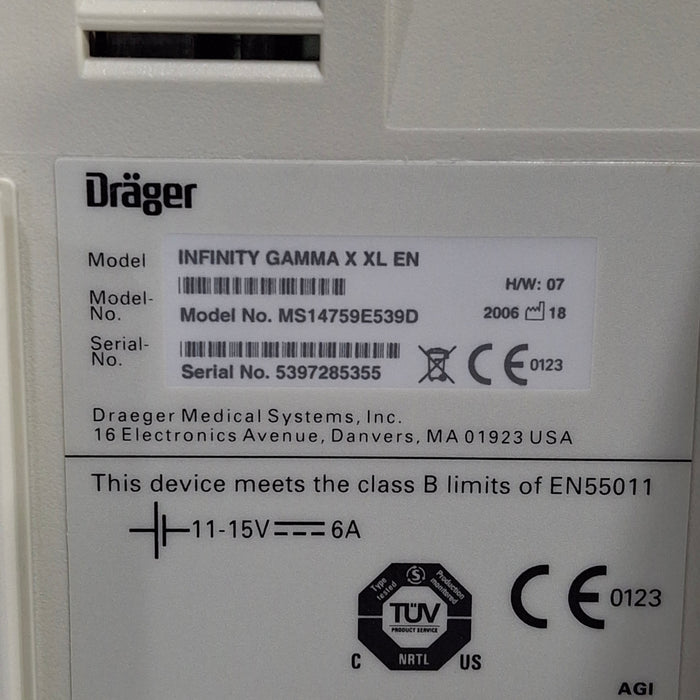 Dräger
Model INFINITY GAMMA X XL EN
H/W: 07
Model-No. Model No. MS14759E539D
2006 18
Serial-No. Serial No. 5397285355
CE 0123
Draeger Medical Systems, Inc.
16 Electronics Avenue, Danvers, MA 01923 USA
This device meets the class B limits of EN55011
11-15V 6A
Type tested S Production monitored
TÜV
PRODUCT SERVICE
C NRTL US
CE 0123
AGI